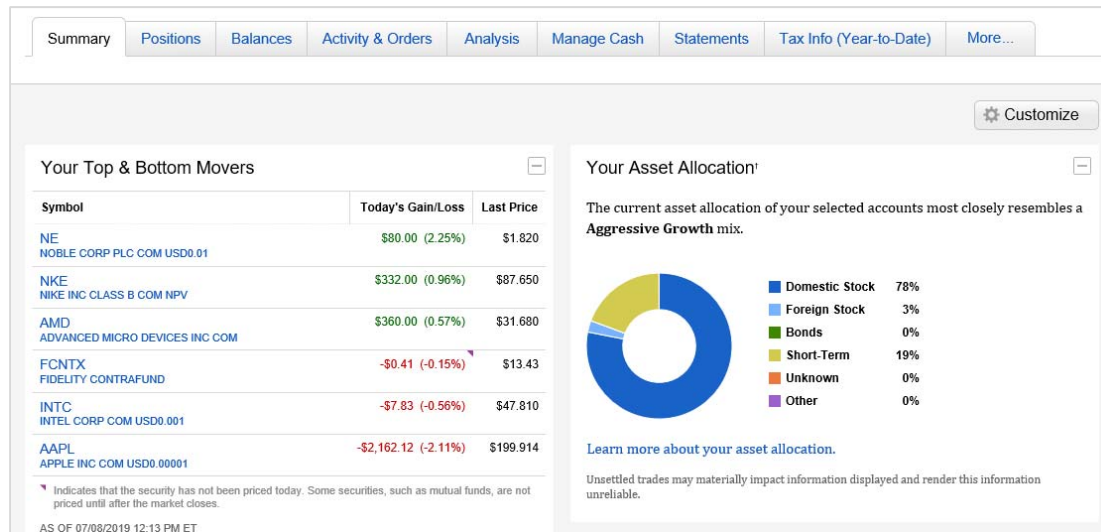 Summary Positions Balances Activity & Orders Analysis Manage Cash Statements Tax Info (Year-to-Date) More...
Customize
Your Top & Bottom Movers
Symbol Today's Gain/Loss Last Price
NE $80.00 (2.25%) $1.820
NOBLE CORP PLC COM USD0.01
NKE $332.00 (0.96%) $87.650
NIKE INC CLASS B COM NPV
AMD $360.00 (0.57%) $31.680
ADVANCED MICRO DEVICES INC COM
FCNTX -$0.41 (-0.15%) $13.43
FIDELITY CONTRAFUND
INTC -$7.83 (-0.56%) $47.810
INTEL CORP COM USD0.001
AAPL -$2,162.12 (-2.11%) $199.914
APPLE INC COM USD0.00001
Indicates that the security has not been priced today. Some securities, such as mutual funds, are not
priced until after the market closes.
AS OF 07/08/2019 12:13 PM ET
Your Asset Allocation†
The current asset allocation of your selected accounts most closely resembles a
Aggressive Growth mix.
Domestic Stock 78%
Foreign Stock 3%
Bonds 0%
Short-Term 19%
Unknown 0%
Other 0%
Learn more about your asset allocation.
Unsettled trades may materially impact information displayed and render this information
unreliable.